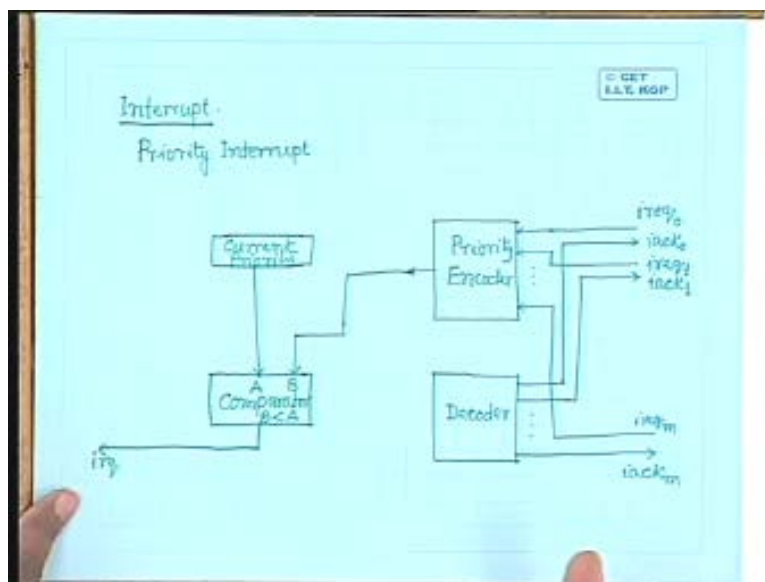 © CET
I.I.T. KGP
Interrupt.
Priority Interrupt
ireq₀
iack₀
ireq₁
iack₁
Current
Priority
Priority
Encoder
A B
Comparator
B<A
Decoder
irq
ireqₘ
iackₘ